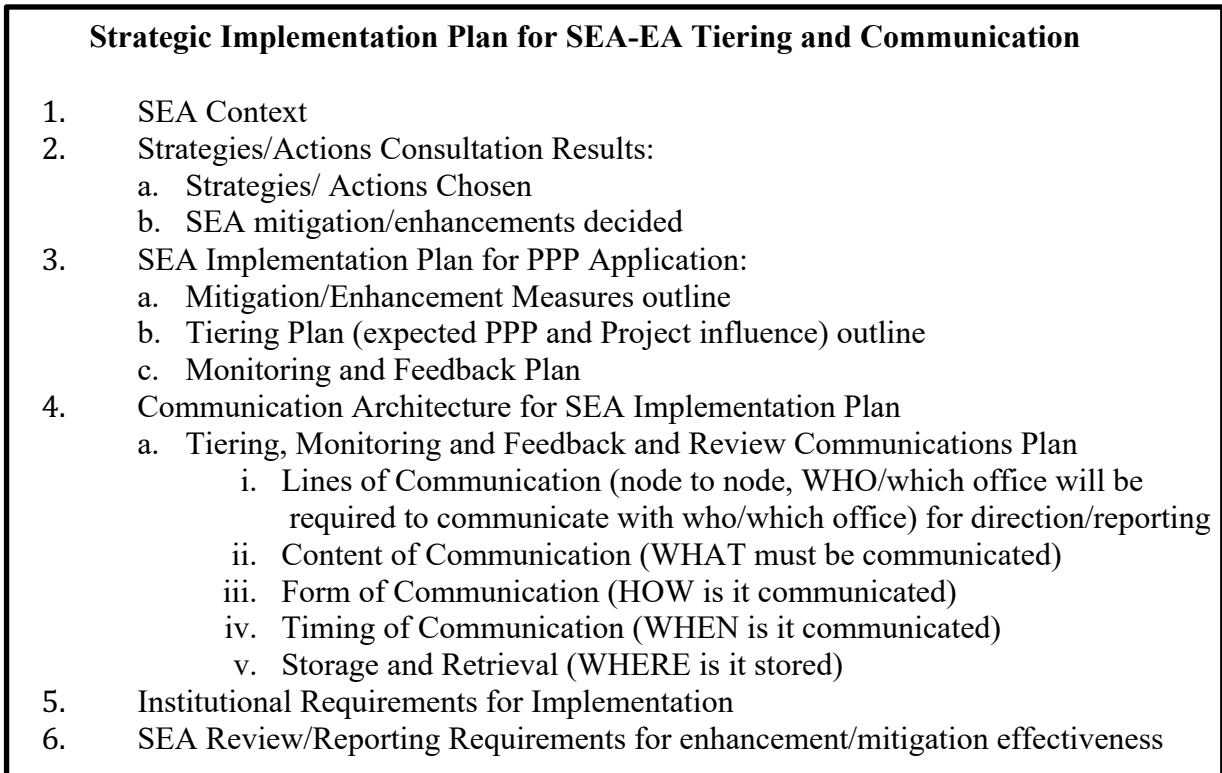 Strategic Implementation Plan for SEA-EA Tiering and Communication
1. SEA Context
2. Strategies/Actions Consultation Results:
a. Strategies/ Actions Chosen
b. SEA mitigation/enhancements decided
3. SEA Implementation Plan for PPP Application:
a. Mitigation/Enhancement Measures outline
b. Tiering Plan (expected PPP and Project influence) outline
c. Monitoring and Feedback Plan
4. Communication Architecture for SEA Implementation Plan
a. Tiering, Monitoring and Feedback and Review Communications Plan
i. Lines of Communication (node to node, WHO/which office will be
required to communicate with who/which office) for direction/reporting
ii. Content of Communication (WHAT must be communicated)
iii. Form of Communication (HOW is it communicated)
iv. Timing of Communication (WHEN is it communicated)
v. Storage and Retrieval (WHERE is it stored)
5. Institutional Requirements for Implementation
6. SEA Review/Reporting Requirements for enhancement/mitigation effectiveness